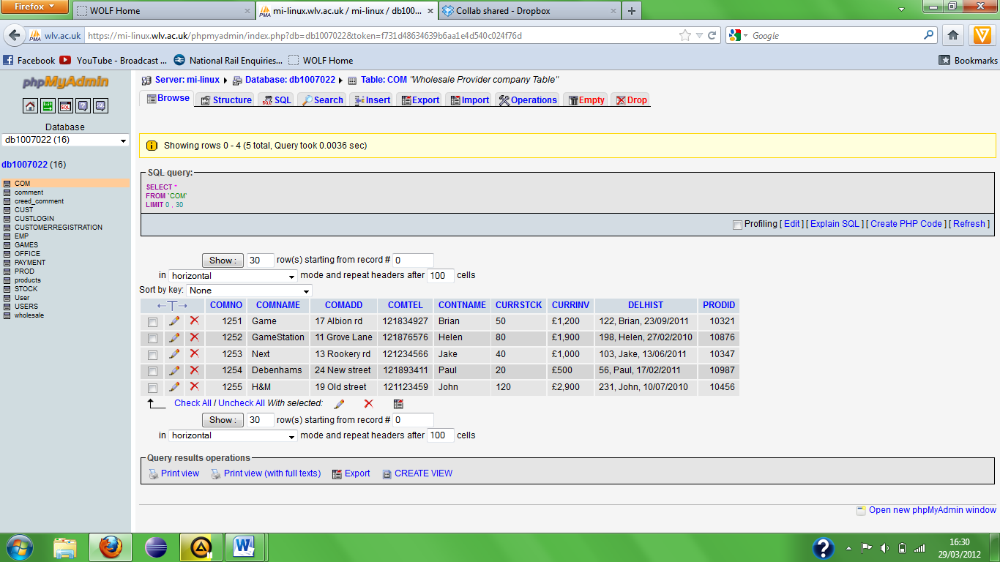 Firefox
WOLF Home
mi-linux.wlv.ac.uk / mi-linux / db100...
Collab shared - Dropbox
wlv.ac.uk
https://mi-linux.wlv.ac.uk/phpmyadmin/index.php?db=db1007022&token=f731d48634639b6aa1e4d540c024f76d
Google
Facebook YouTube - Broadcast ... National Rail Enquiries... WOLF Home Bookmarks
phpMyAdmin
Database
db1007022 (16)
db1007022 (16)
COM
comment
creed_comment
CUST
CUSTLOGIN
CUSTOMERREGISTRATION
EMP
GAMES
OFFICE
PAYMENT
PROD
products
STOCK
User
USERS
wholesale
Server: mi-linux Database: db1007022 Table: COM "Wholesale Provider company Table"
Browse Structure SQL Search Insert Export Import Operations Empty Drop
Showing rows 0 - 4 (5 total, Query took 0.0036 sec)
SQL query:
SELECT *
FROM `COM`
LIMIT 0 , 30
Profiling [ Edit ] [ Explain SQL ] [ Create PHP Code ] [ Refresh ]
Show : 30 row(s) starting from record # 0
in horizontal mode and repeat headers after 100 cells
Sort by key: None
←T→ COMNO COMNAME COMADD COMTEL CONTNAME CURRSTCK CURRINV DELHIST PRODID
1251 Game 17 Albion rd 121834927 Brian 50 £1,200 122, Brian, 23/09/2011 10321
1252 GameStation 11 Grove Lane 121876576 Helen 80 £1,900 198, Helen, 27/02/2010 10876
1253 Next 13 Rookery rd 121234566 Jake 40 £1,000 103, Jake, 13/06/2011 10347
1254 Debenhams 24 New street 121893411 Paul 20 £500 56, Paul, 17/02/2011 10987
1255 H&M 19 Old street 121123459 John 120 £2,900 231, John, 10/07/2010 10456
Check All / Uncheck All With selected:
Show : 30 row(s) starting from record # 0
in horizontal mode and repeat headers after 100 cells
Query results operations
Print view Print view (with full texts) Export CREATE VIEW
Open new phpMyAdmin window
16:30
29/03/2012